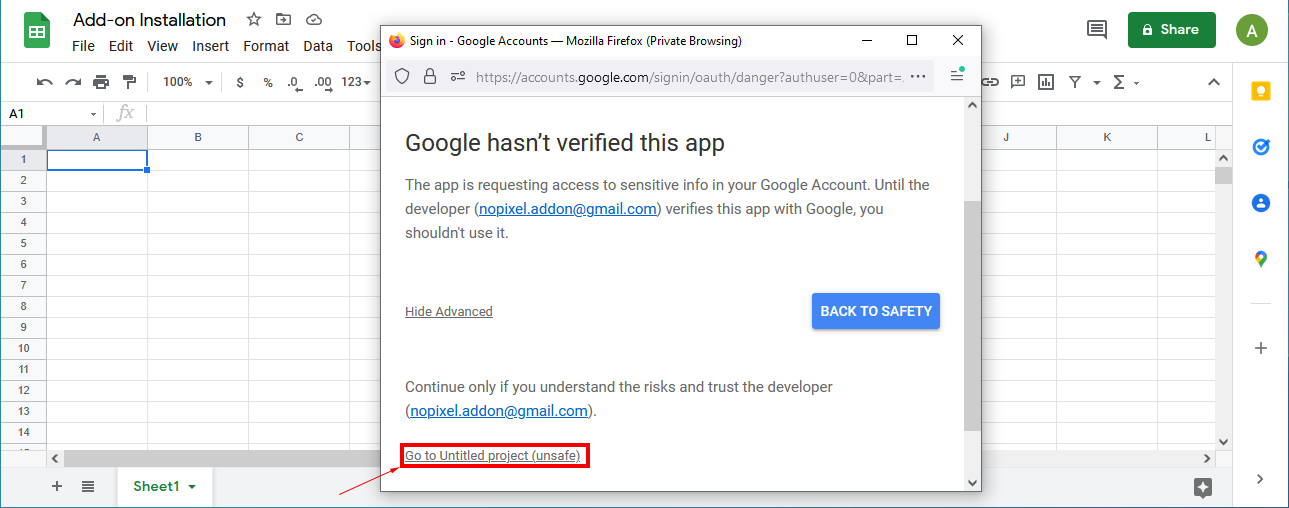 Add-on Installation
File Edit View Insert Format Data Tools
Share
A
100% $ % .0 .00 123
A1 fx
Sign in - Google Accounts — Mozilla Firefox (Private Browsing)
https://accounts.google.com/signin/oauth/danger?authuser=0&part=
A B C J K L
1
2
3
4
5
6
7
8
9
10
11
12
13
14
Google hasn’t verified this app
The app is requesting access to sensitive info in your Google Account. Until the
developer (nopixel.addon@gmail.com) verifies this app with Google, you
shouldn't use it.
Hide Advanced
BACK TO SAFETY
Continue only if you understand the risks and trust the developer
(nopixel.addon@gmail.com).
Go to Untitled project (unsafe)
Sheet1